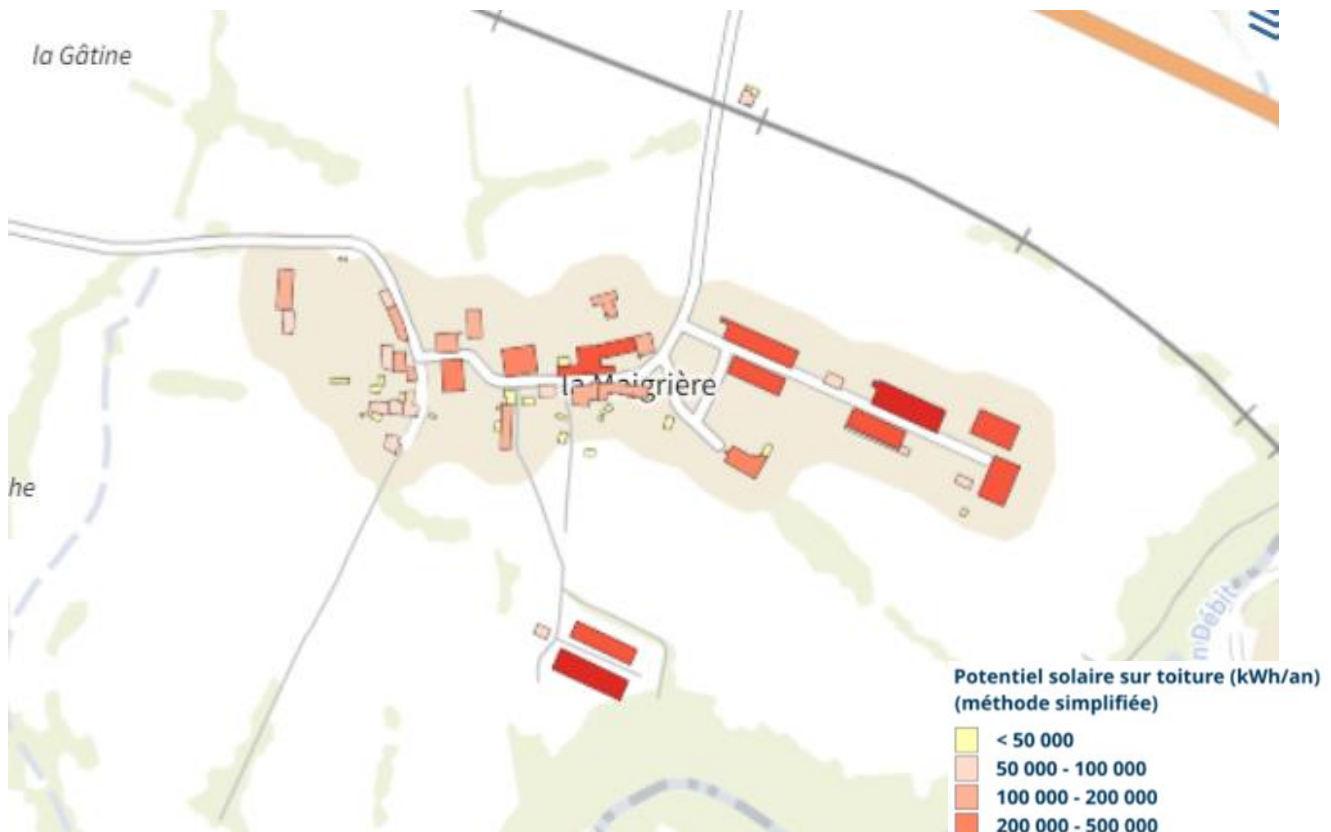 la Gâtine
la Maigrière
he
n Débit
Potentiel solaire sur toiture (kWh/an)
(méthode simplifiée)
< 50 000
50 000 - 100 000
100 000 - 200 000
200 000 - 500 000